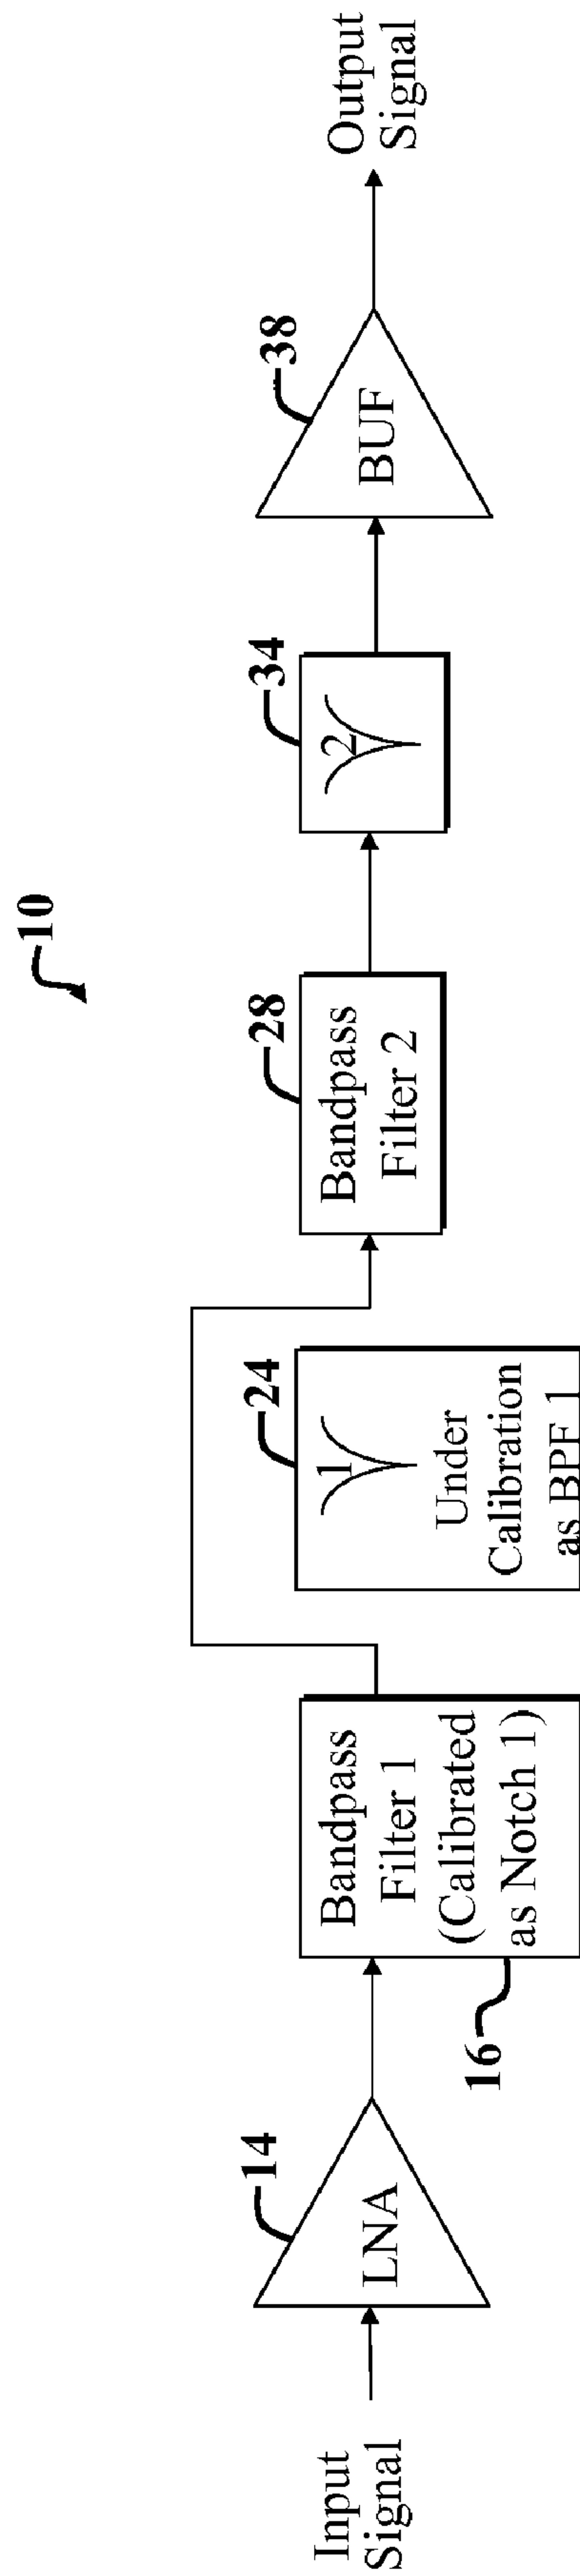 10
Input
Signal
14
LNA
16
Bandpass
Filter 1
(Calibrated
as Notch 1)
24
1
Under
Calibration
as BPF 1
28
Bandpass
Filter 2
34
2
38
BUF
Output
Signal